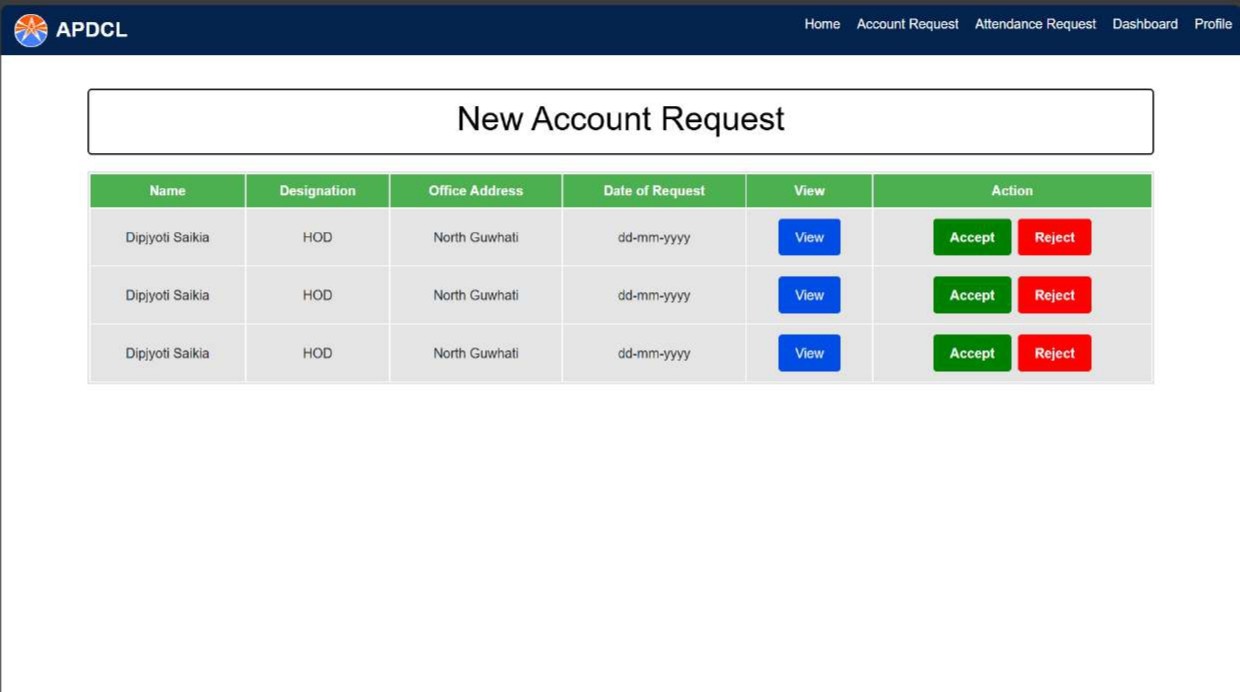 APDCL
Home Account Request Attendance Request Dashboard Profile
New Account Request
Name Designation Office Address Date of Request View Action
Dipjyoti Saikia HOD North Guwhati dd-mm-yyyy View Accept Reject
Dipjyoti Saikia HOD North Guwhati dd-mm-yyyy View Accept Reject
Dipjyoti Saikia HOD North Guwhati dd-mm-yyyy View Accept Reject